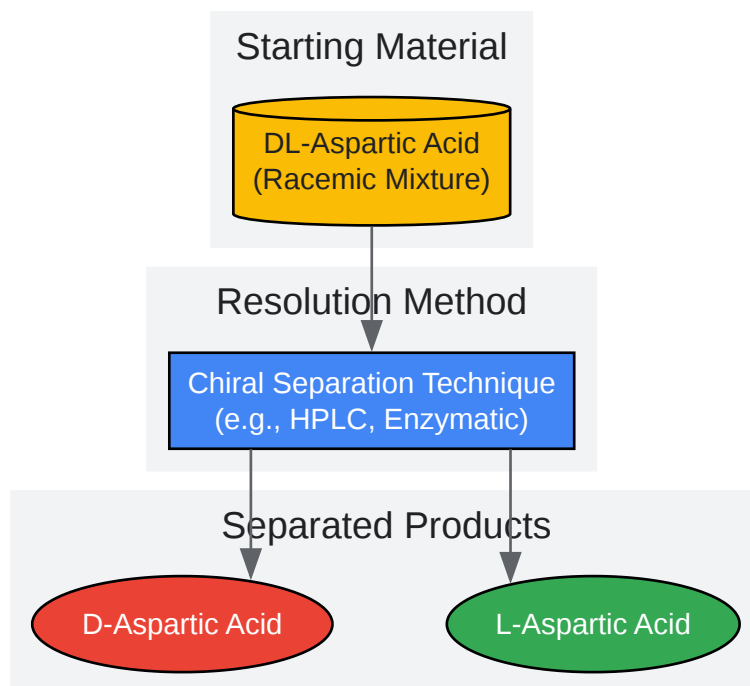 Starting Material
DL-Aspartic Acid
(Racemic Mixture)
Resolution Method
Chiral Separation Technique
(e.g., HPLC, Enzymatic)
Separated Products
D-Aspartic Acid
L-Aspartic Acid